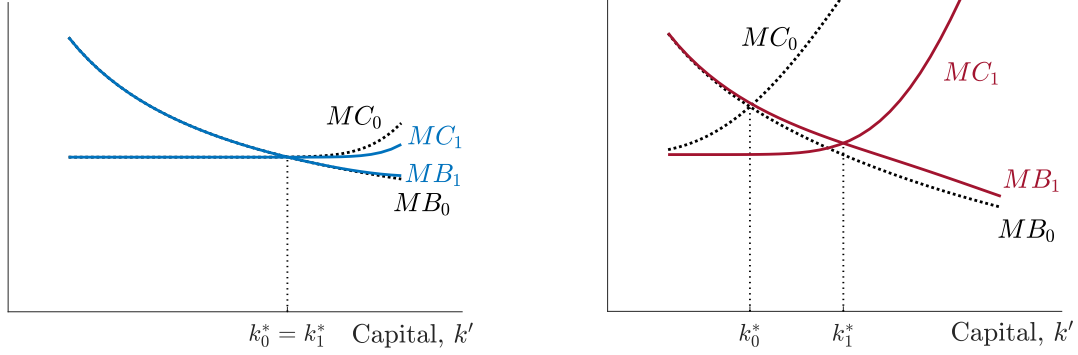 $MC_0$
$MC_1$
$MB_1$
$MB_0$
$k_0^* = k_1^*$ Capital, $k'$
$MC_0$
$MC_1$
$MB_1$
$MB_0$
$k_0^*$ $k_1^*$ Capital, $k'$